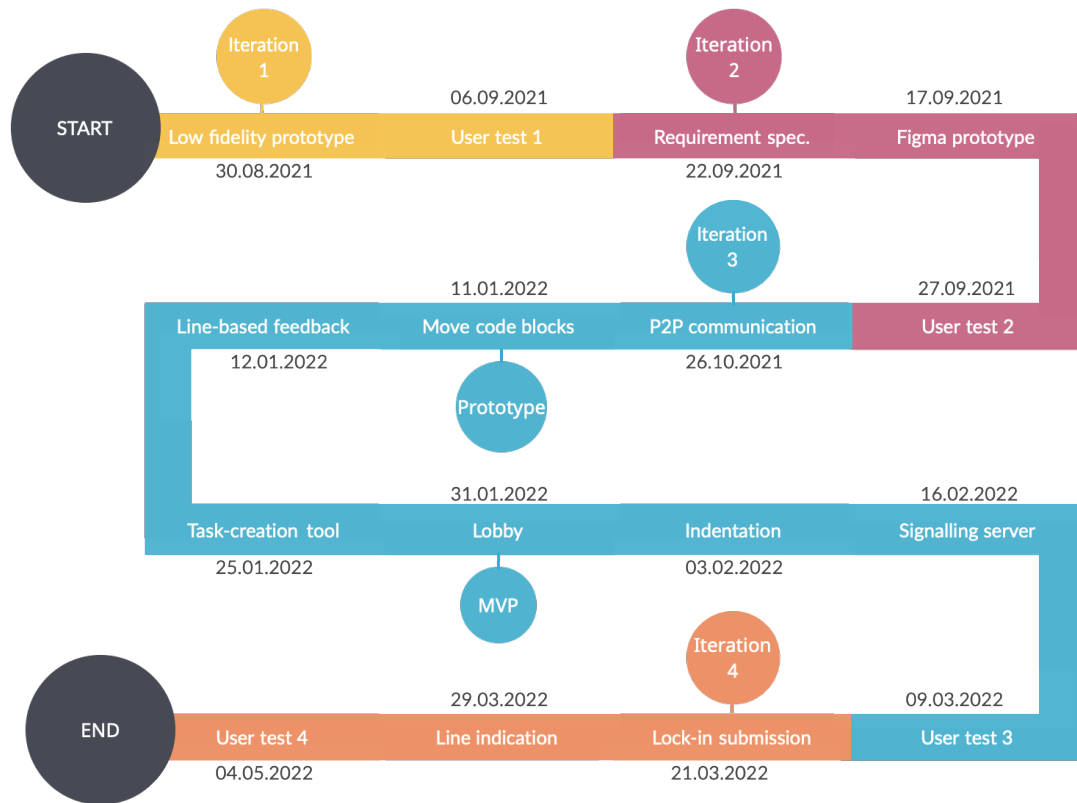 Iteration
1
Iteration
2
06.09.2021
17.09.2021
START
Low fidelity prototype
User test 1
Requirement spec.
Figma prototype
30.08.2021
22.09.2021
Iteration
3
11.01.2022
27.09.2021
Line-based feedback
Move code blocks
P2P communication
User test 2
12.01.2022
26.10.2021
Prototype
31.01.2022
16.02.2022
Task-creation tool
Lobby
Indentation
Signalling server
25.01.2022
03.02.2022
MVP
Iteration
4
29.03.2022
09.03.2022
END
User test 4
Line indication
Lock-in submission
User test 3
04.05.2022
21.03.2022